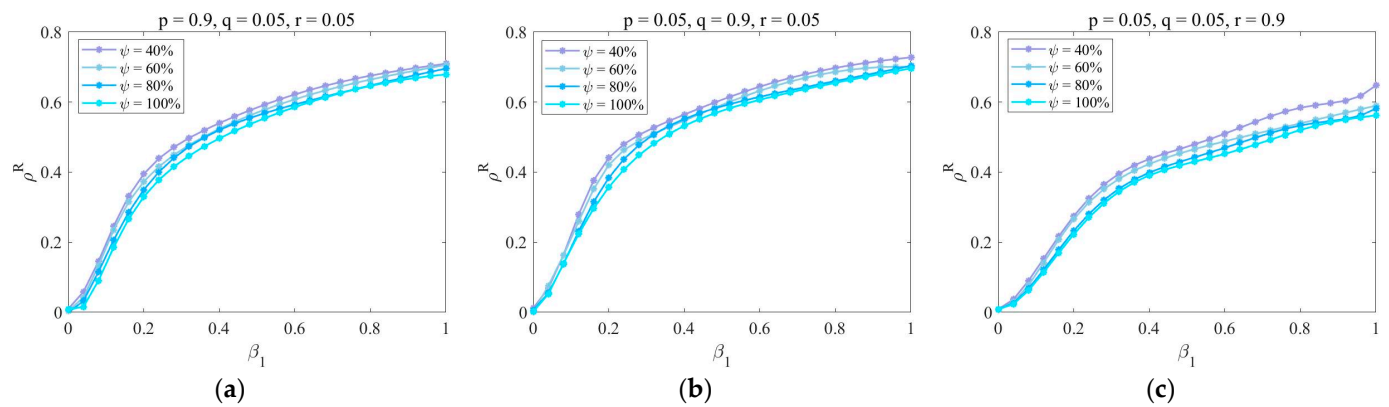 p = 0.9, q = 0.05, r = 0.05
0.8
0.6
0.4
0.2
0
ρ^R
ψ = 40%
ψ = 60%
ψ = 80%
ψ = 100%
0 0.2 0.4 0.6 0.8 1
β_1
(a)
p = 0.05, q = 0.9, r = 0.05
0.8
0.6
0.4
0.2
0
ρ^R
ψ = 40%
ψ = 60%
ψ = 80%
ψ = 100%
0 0.2 0.4 0.6 0.8 1
β_1
(b)
p = 0.05, q = 0.05, r = 0.9
0.8
0.6
0.4
0.2
0
ρ^R
ψ = 40%
ψ = 60%
ψ = 80%
ψ = 100%
0 0.2 0.4 0.6 0.8 1
β_1
(c)